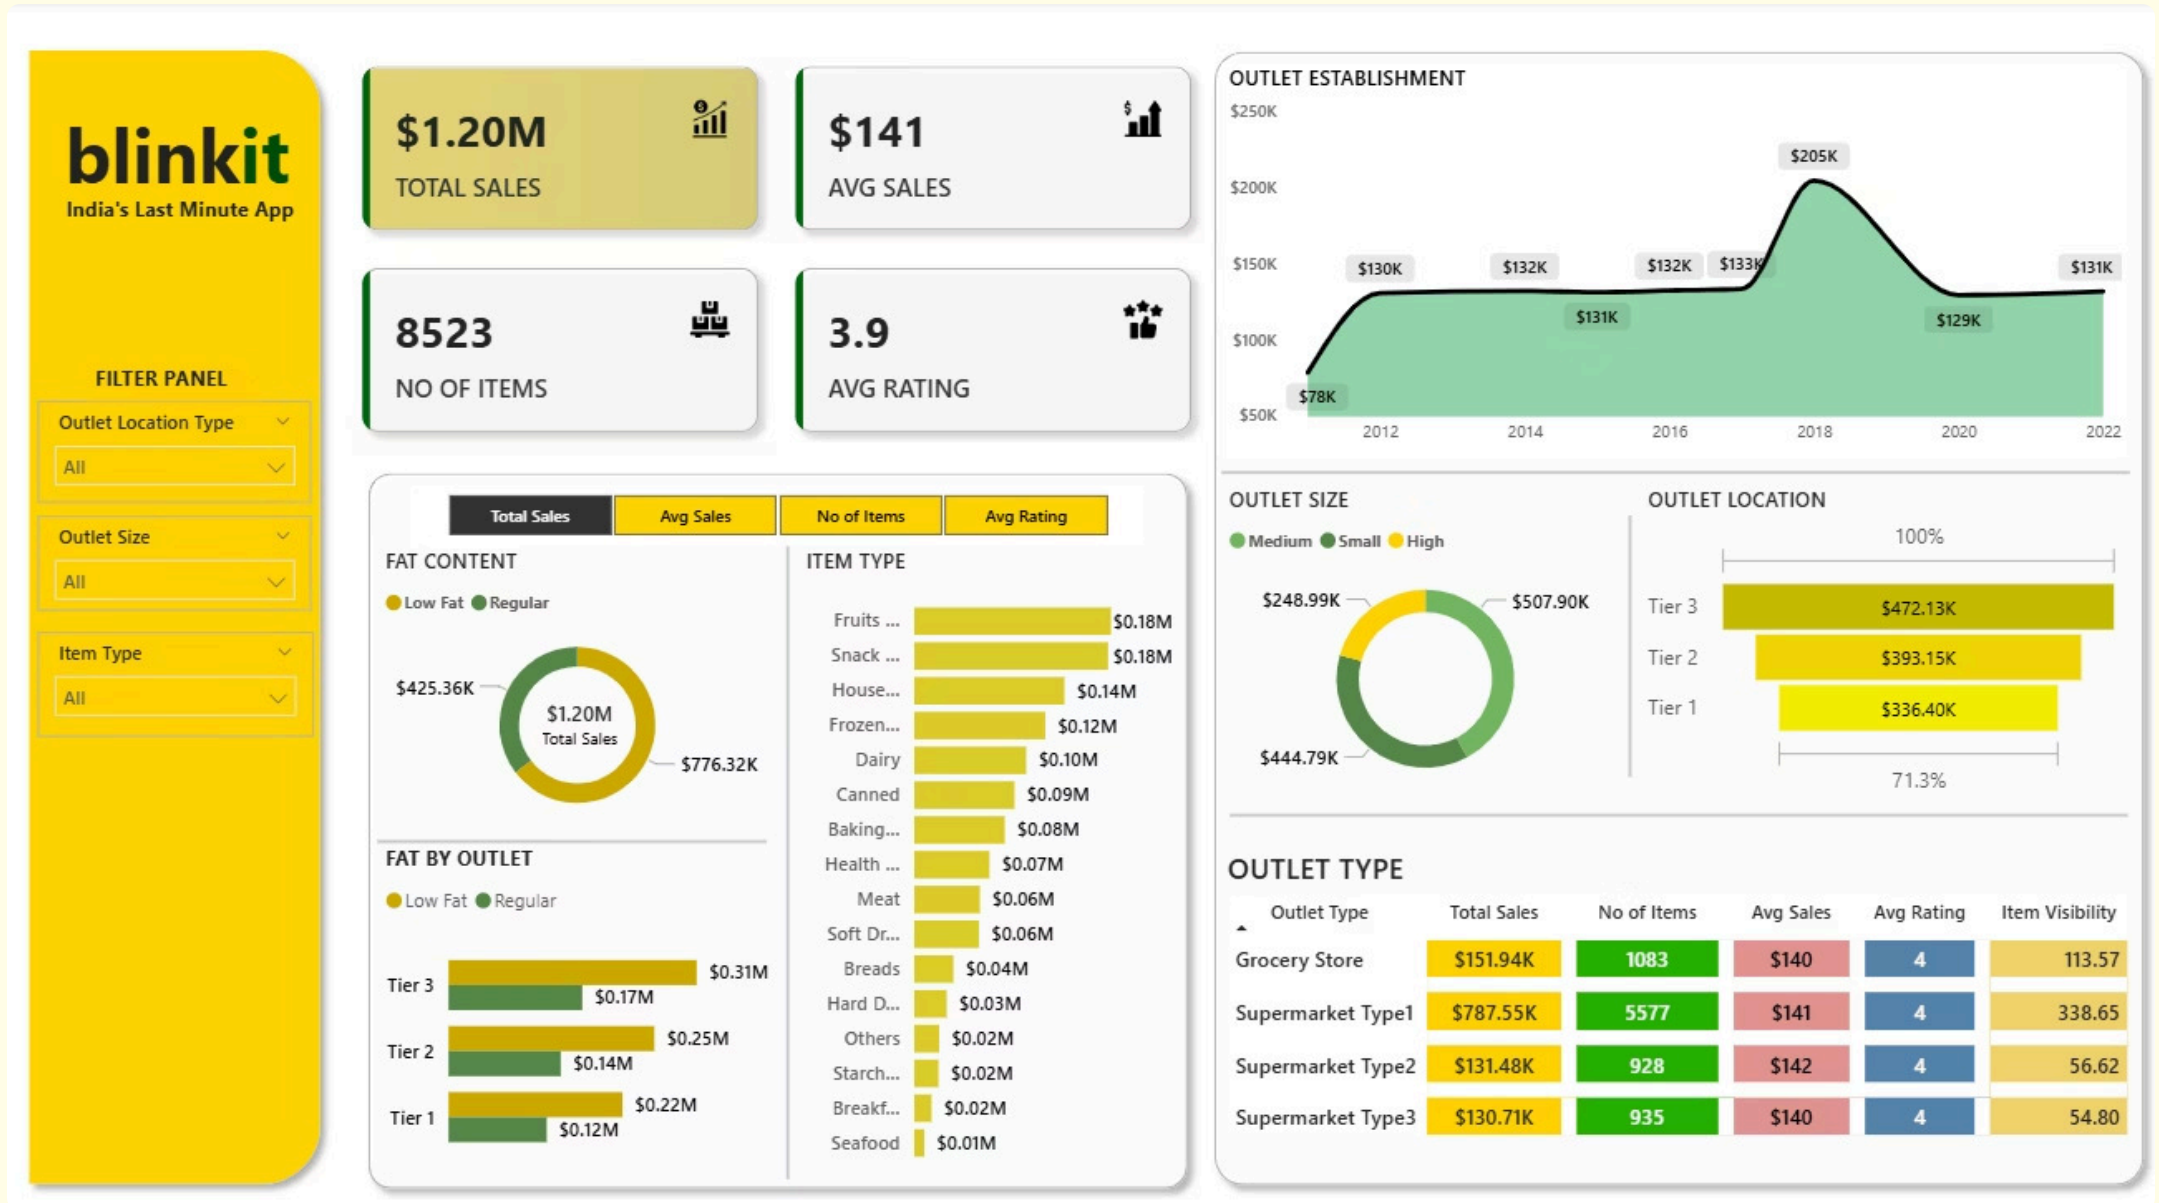 blinkit
India's Last Minute App
FILTER PANEL
Outlet Location Type
All
Outlet Size
All
Item Type
All
$1.20M
TOTAL SALES
$141
AVG SALES
8523
NO OF ITEMS
3.9
AVG RATING
Total Sales Avg Sales No of Items Avg Rating
FAT CONTENT
Low Fat Regular
$425.36K
$1.20M
Total Sales
$776.32K
FAT BY OUTLET
Low Fat Regular
Tier 3 $0.31M
$0.17M
Tier 2 $0.25M
$0.14M
Tier 1 $0.22M
$0.12M
ITEM TYPE
Fruits ... $0.18M
Snack ... $0.18M
House... $0.14M
Frozen... $0.12M
Dairy $0.10M
Canned $0.09M
Baking... $0.08M
Health ... $0.07M
Meat $0.06M
Soft Dr... $0.06M
Breads $0.04M
Hard D... $0.03M
Others $0.02M
Starch... $0.02M
Breakf... $0.02M
Seafood $0.01M
OUTLET ESTABLISHMENT
$250K
$205K
$200K
$150K $130K $132K $132K $133K $131K
$131K $129K
$100K
$78K
$50K
2012 2014 2016 2018 2020 2022
OUTLET SIZE
Medium Small High
$248.99K $507.90K
$444.79K
OUTLET LOCATION
100%
Tier 3 $472.13K
Tier 2 $393.15K
Tier 1 $336.40K
71.3%
OUTLET TYPE
Outlet Type Total Sales No of Items Avg Sales Avg Rating Item Visibility
Grocery Store $151.94K 1083 $140 4 113.57
Supermarket Type1 $787.55K 5577 $141 4 338.65
Supermarket Type2 $131.48K 928 $142 4 56.62
Supermarket Type3 $130.71K 935 $140 4 54.80